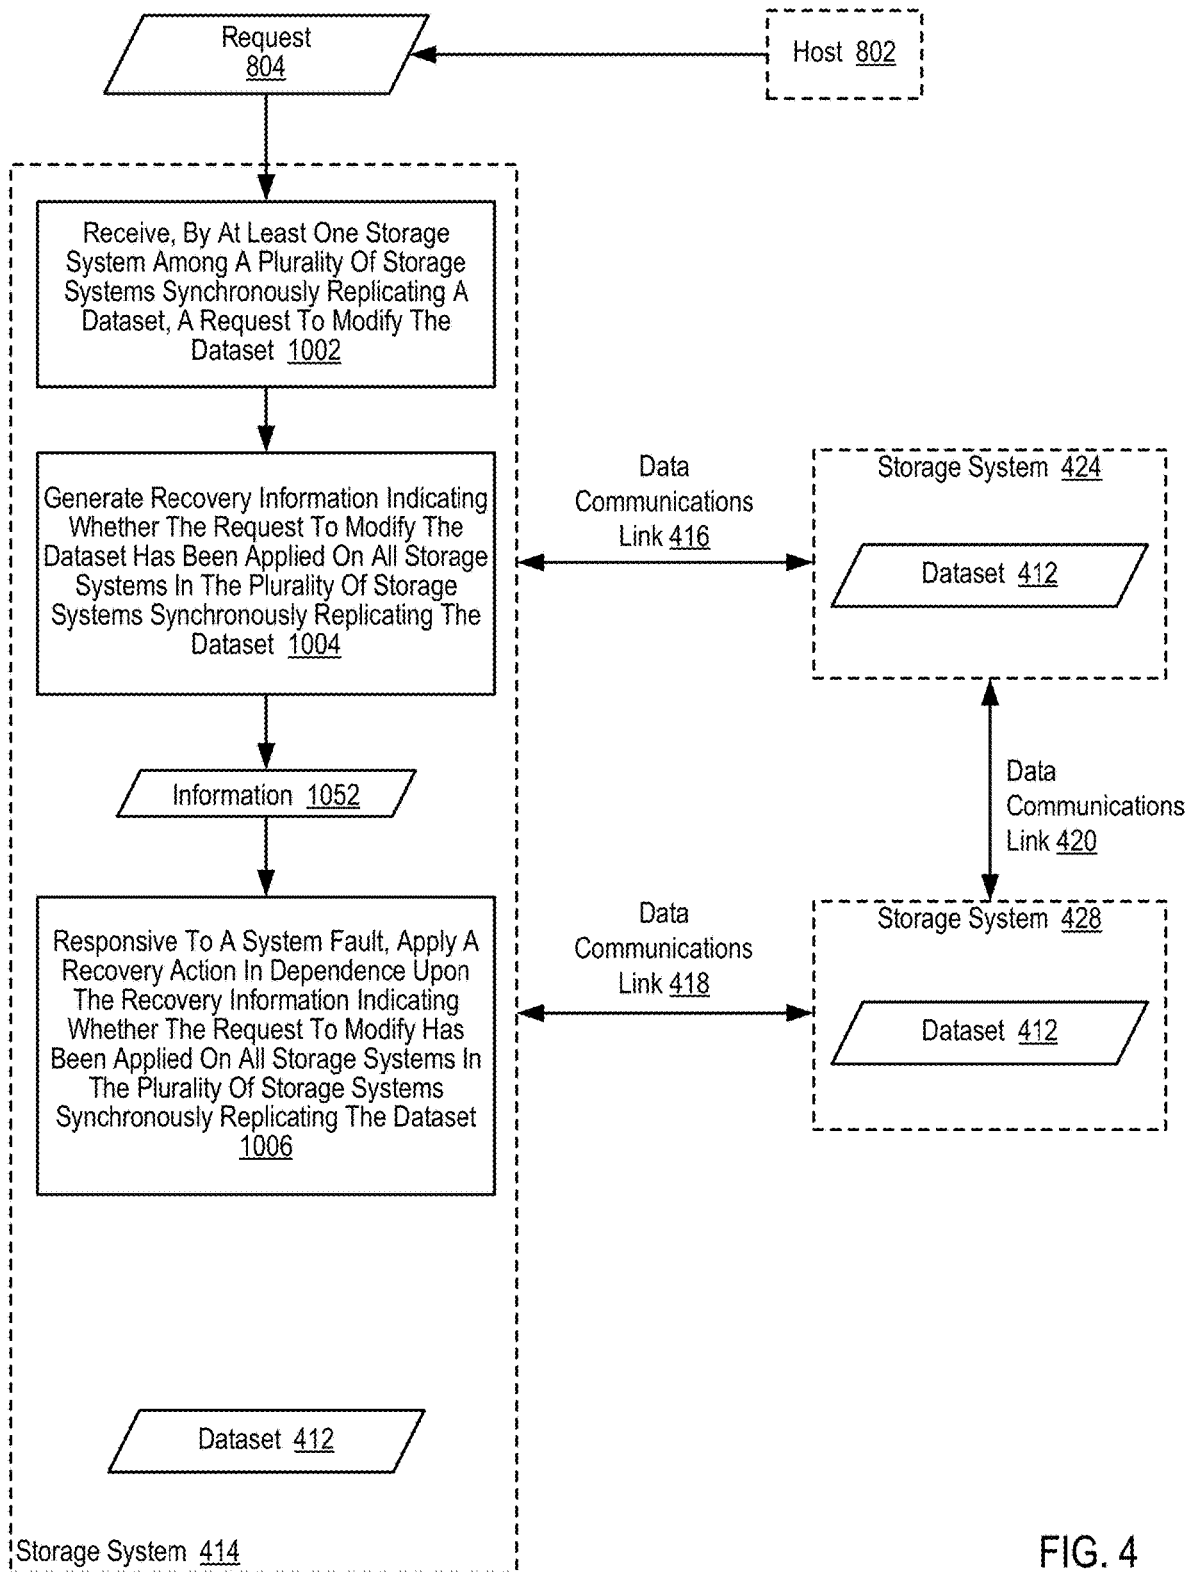 Request
804
Host 802
Receive, By At Least One Storage
System Among A Plurality Of Storage
Systems Synchronously Replicating A
Dataset, A Request To Modify The
Dataset 1002
Generate Recovery Information Indicating
Whether The Request To Modify The
Dataset Has Been Applied On All Storage
Systems In The Plurality Of Storage
Systems Synchronously Replicating The
Dataset 1004
Data
Communications
Link 416
Storage System 424
Dataset 412
Information 1052
Data
Communications
Link 420
Responsive To A System Fault, Apply A
Recovery Action In Dependence Upon
The Recovery Information Indicating
Whether The Request To Modify Has
Been Applied On All Storage Systems In
The Plurality Of Storage Systems
Synchronously Replicating The Dataset
1006
Data
Communications
Link 418
Storage System 428
Dataset 412
Dataset 412
Storage System 414
FIG. 4